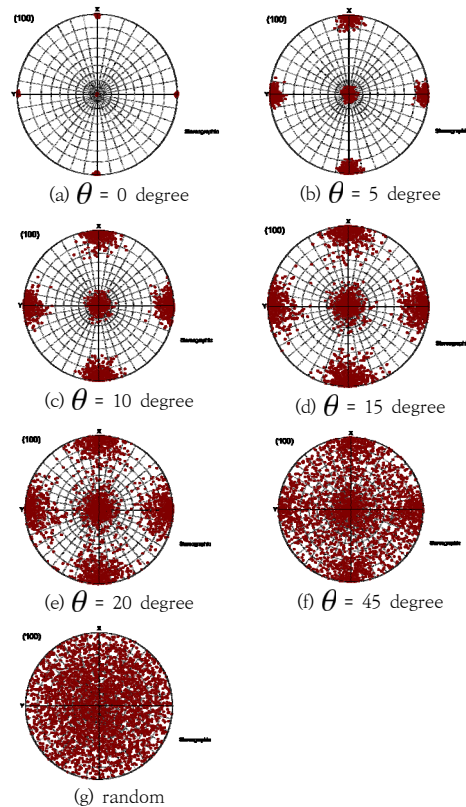 X
{100}
Y
Stereographic
(a) θ = 0 degree
X
{100}
Y
Stereographic
(b) θ = 5 degree
X
{100}
Y
Stereographic
(c) θ = 10 degree
X
{100}
Y
Stereographic
(d) θ = 15 degree
X
{100}
Y
Stereographic
(e) θ = 20 degree
X
{100}
Y
Stereographic
(f) θ = 45 degree
X
{100}
Y
Stereographic
(g) random